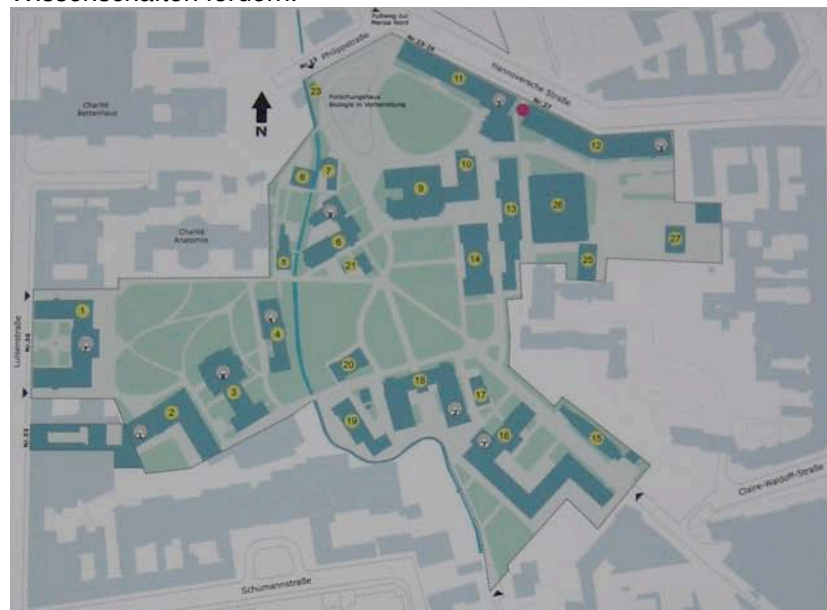 Wissenschaften fördern.
Fußweg zur
Mensa Nord
Philippstraße
Hannoversche Straße
Nr.27
11
12
23
Forschungshaus
Biologie in Vorbereitung
Charité
Bettenhaus
N
8
7
9
10
13
26
27
Charité
Anatomie
5
6
21
14
25
Luisenstraße
1
4
3
2
20
18
17
19
16
15
Claire-Waldoff-Straße
Schumannstraße